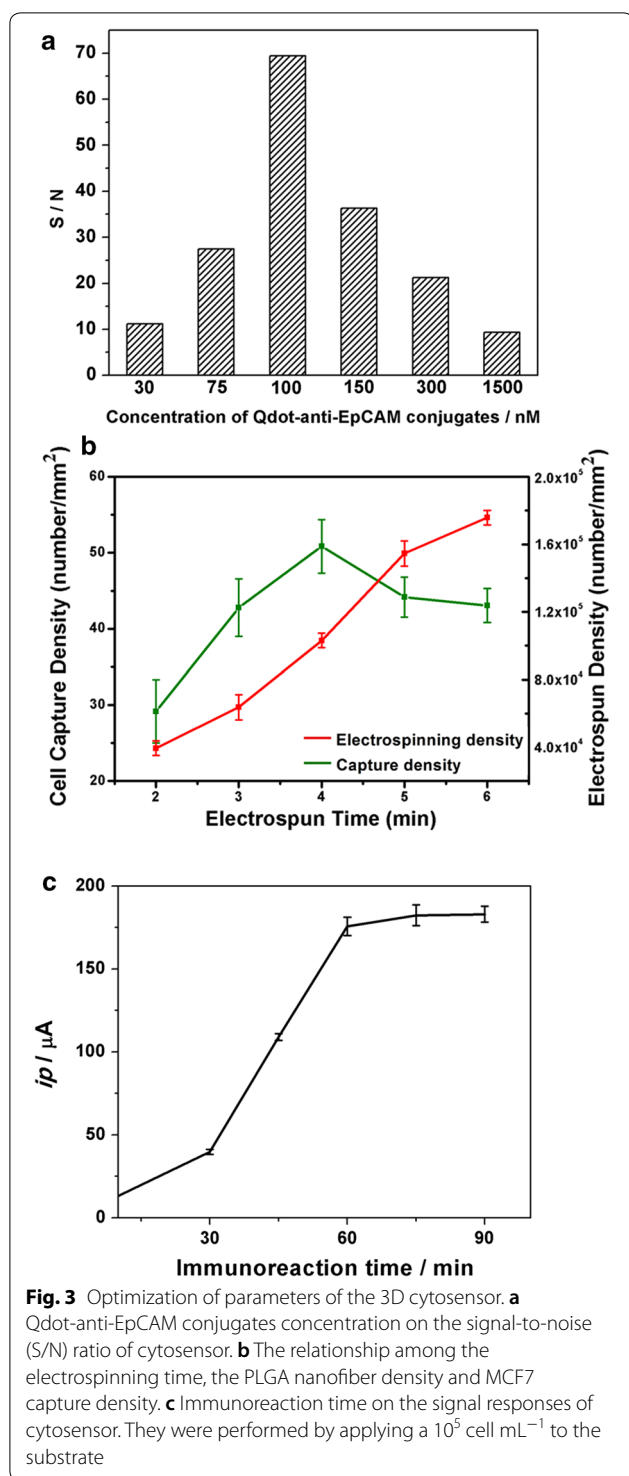 a
70
60
50
40
30
20
10
0
S / N
30 75 100 150 300 1500
Concentration of Qdot-anti-EpCAM conjugates / nM
b
Cell Capture Density (number/mm²)
60
50
40
30
20
2.0x10⁵
1.6x10⁵
1.2x10⁵
8.0x10⁴
4.0x10⁴
Electrospun Density (number/mm²)
Electrospinning density
Capture density
2 3 4 5 6
Electrospun Time (min)
c
200
150
100
50
0
ip / μA
30 60 90
Immunoreaction time / min
Fig. 3 Optimization of parameters of the 3D cytosensor. a
Qdot-anti-EpCAM conjugates concentration on the signal-to-noise
(S/N) ratio of cytosensor. b The relationship among the
electrospinning time, the PLGA nanofiber density and MCF7
capture density. c Immunoreaction time on the signal responses of
cytosensor. They were performed by applying a 10⁵ cell mL⁻¹ to the
substrate